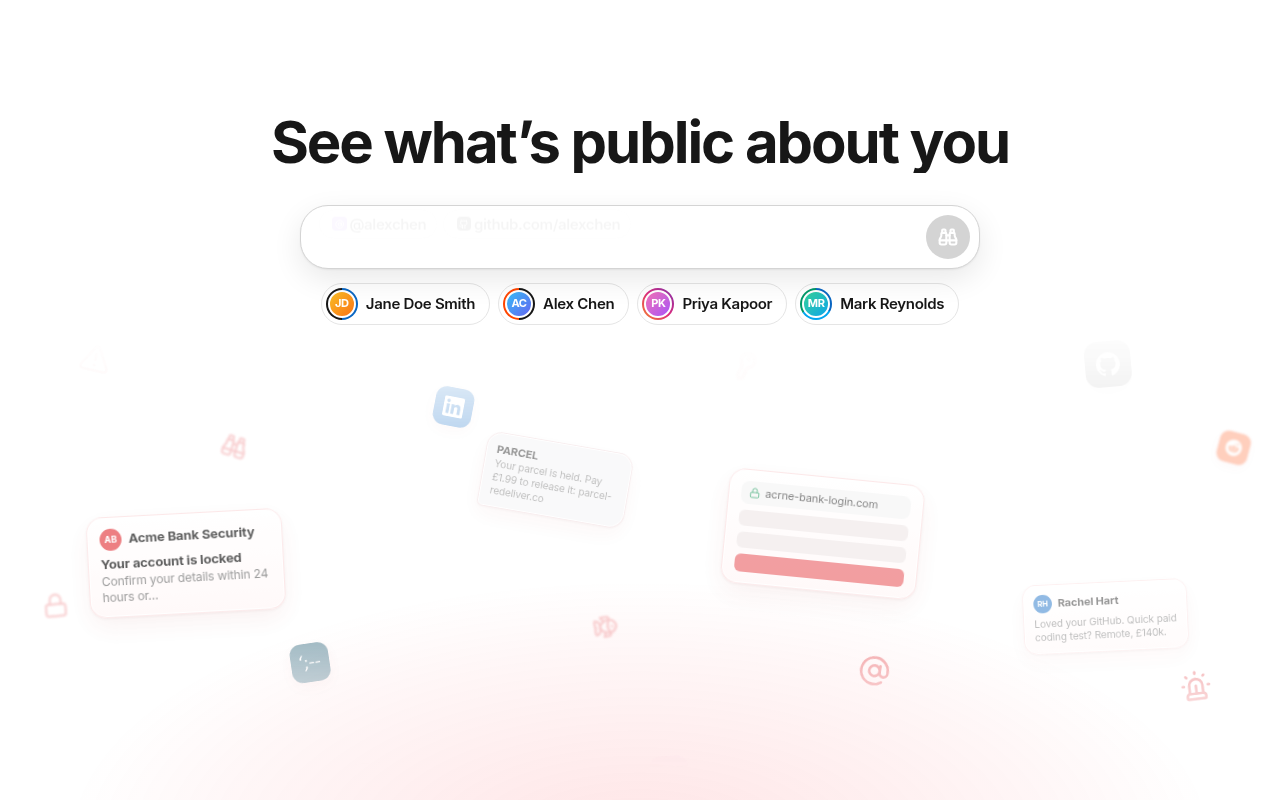 See what’s public about you
@alexchen github.com/alexchen
JD Jane Doe Smith
AC Alex Chen
PK Priya Kapoor
MR Mark Reynolds
in
PARCEL
Your parcel is held. Pay
£1.99 to release it: parcel-
redeliver.co
acrne-bank-login.com
AB Acme Bank Security
Your account is locked
Confirm your details within 24
hours or...
RH Rachel Hart
Loved your GitHub. Quick paid
coding test? Remote, £140k.